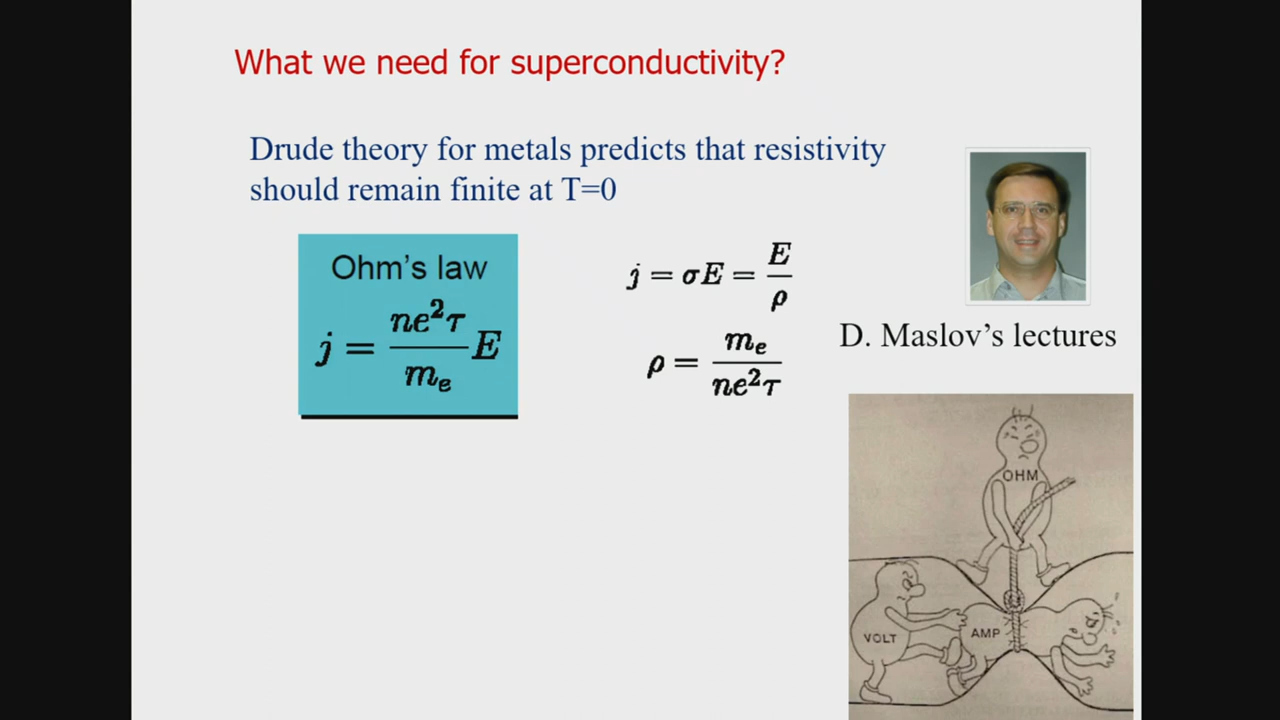 What we need for superconductivity?
Drude theory for metals predicts that resistivity
should remain finite at T=0
Ohm's law
j = ne²τ/mₑ E
j = σE = E/ρ
ρ = mₑ/ne²τ
D. Maslov's lectures
OHM
VOLT
AMP